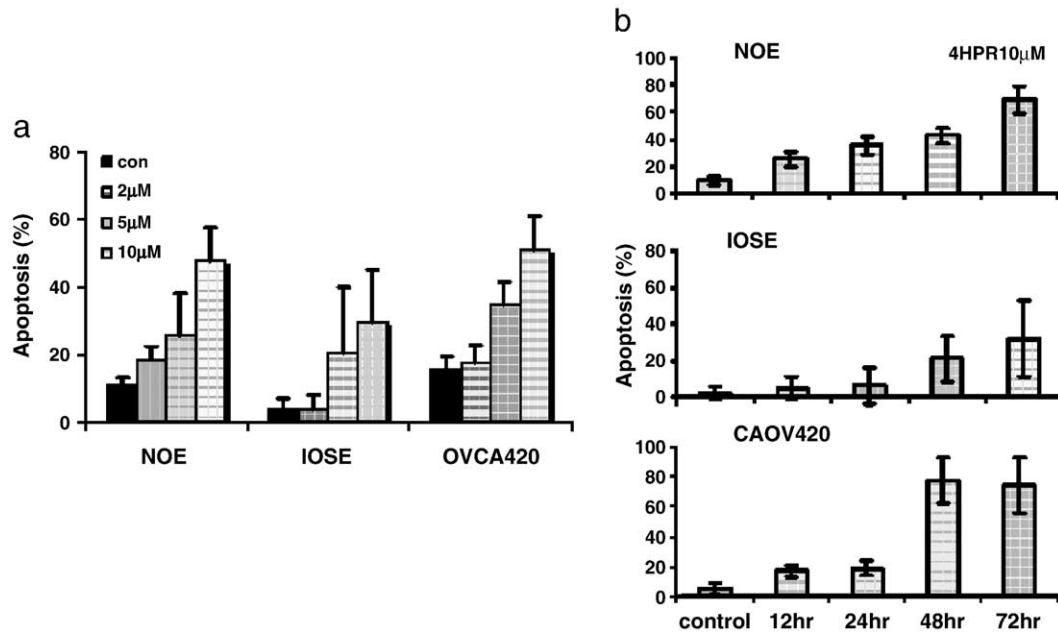 a
Apoptosis (%)
80
60
40
20
0
con
2µM
5µM
10µM
NOE IOSE OVCA420
b
NOE 4HPR10µM
100
80
60
40
20
0
IOSE
Apoptosis (%)
80
60
40
20
0
CAOV420
100
80
60
40
20
0
control 12hr 24hr 48hr 72hr